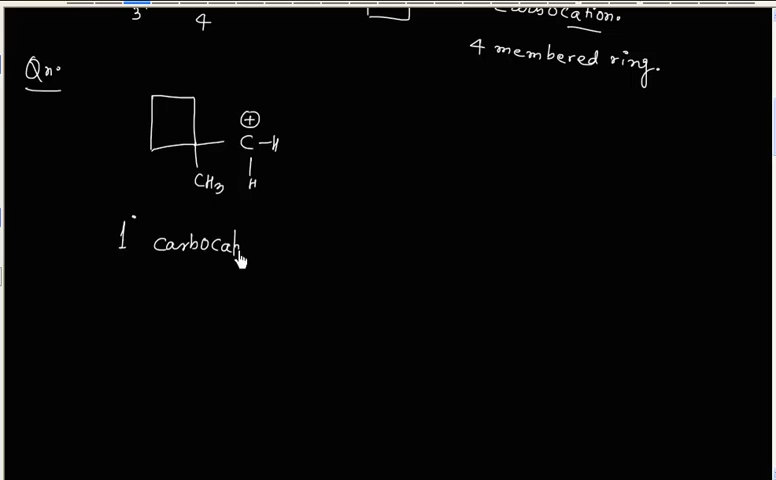 3° 4 carbocation.
4 membered ring.
Qn:
⊕
C-H
CH3 H
1° carbocat